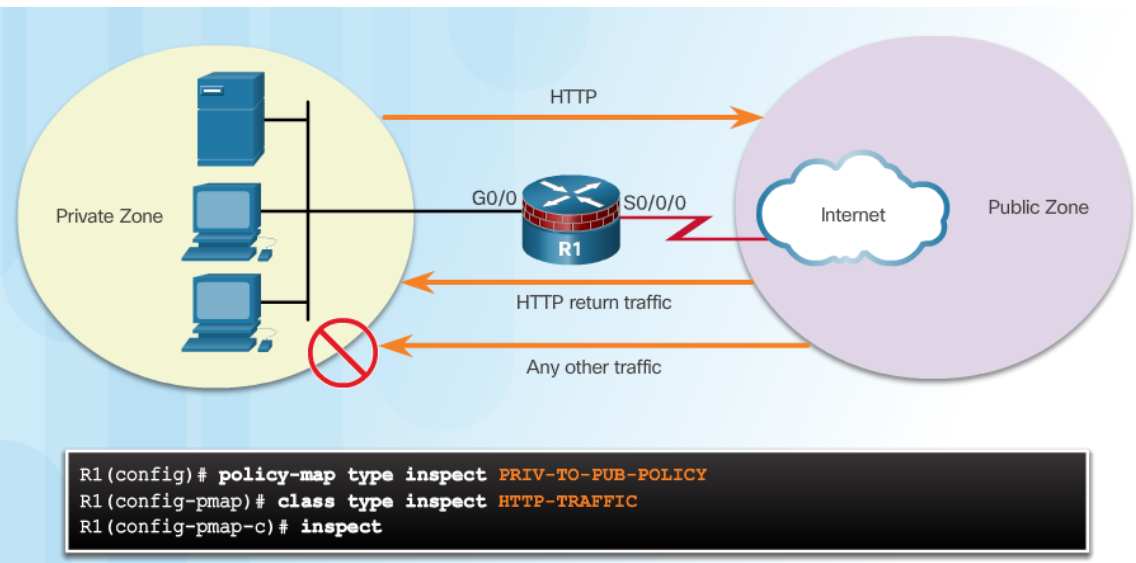 HTTP
Private Zone
G0/0
S0/0/0
R1
Internet
Public Zone
HTTP return traffic
Any other traffic
R1(config)# policy-map type inspect PRIV-TO-PUB-POLICY
R1(config-pmap)# class type inspect HTTP-TRAFFIC
R1(config-pmap-c)# inspect